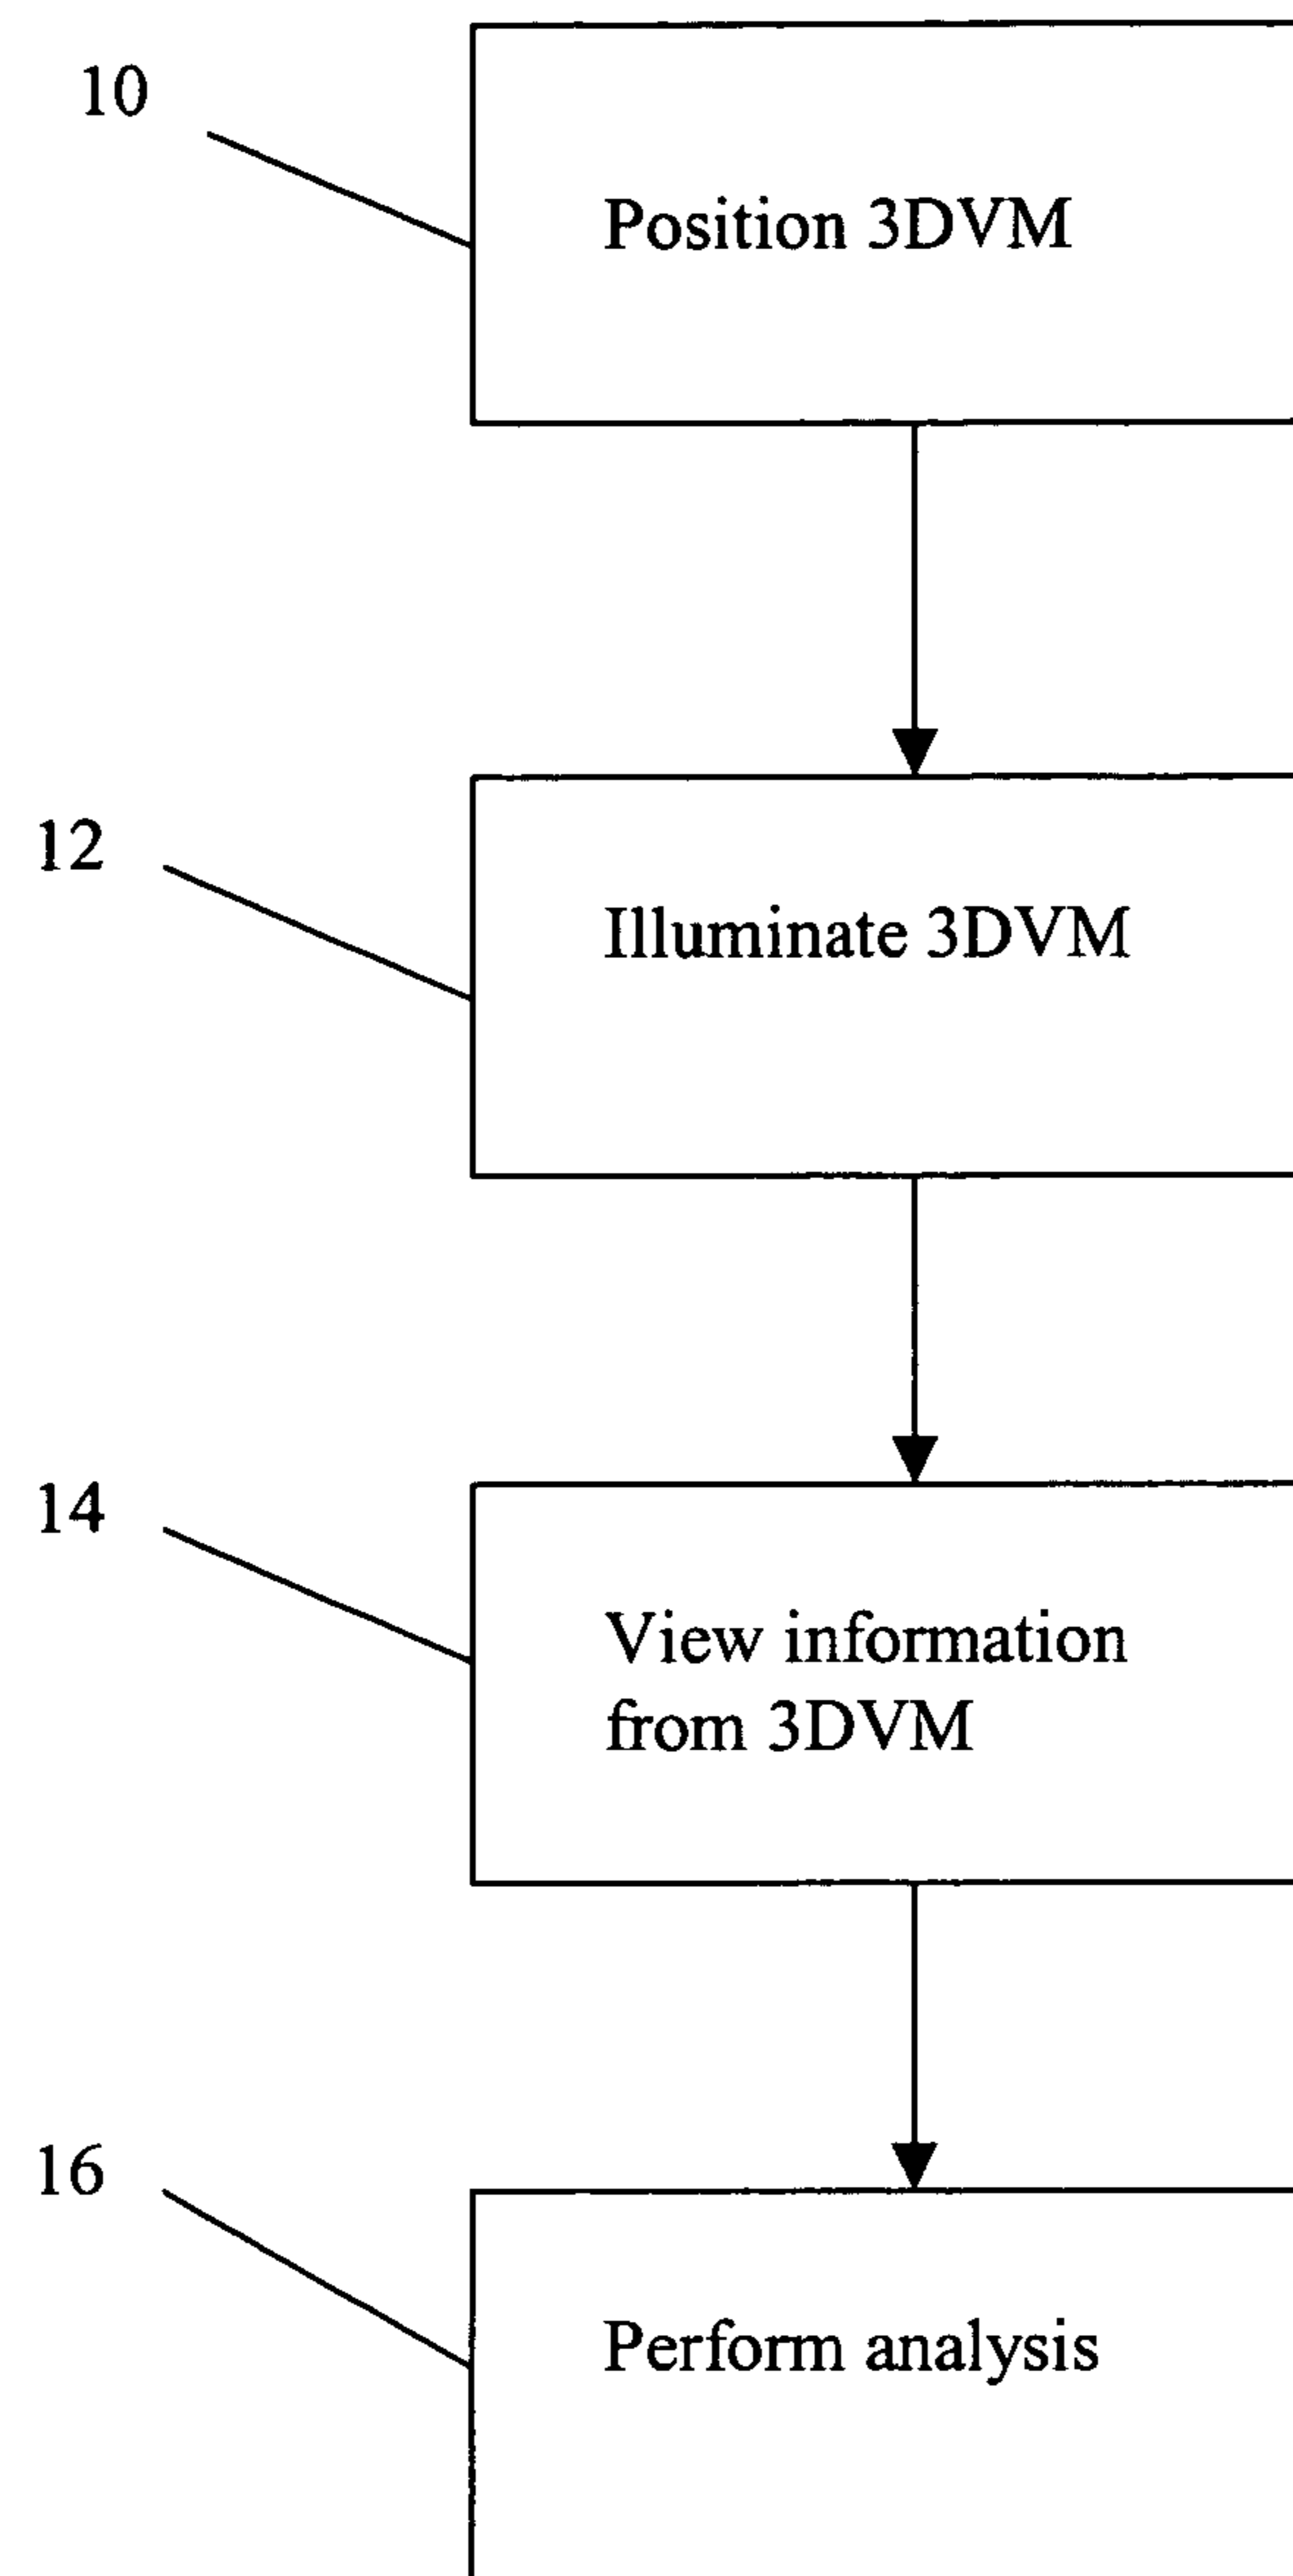 10
Position 3DVM
12
Illuminate 3DVM
14
View information
from 3DVM
16
Perform analysis